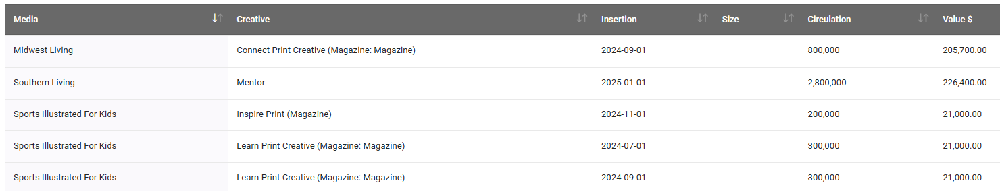 Media Creative Insertion Size Circulation Value $
Midwest Living Connect Print Creative (Magazine: Magazine) 2024-09-01 800,000 205,700.00
Southern Living Mentor 2025-01-01 2,800,000 226,400.00
Sports Illustrated For Kids Inspire Print (Magazine) 2024-11-01 200,000 21,000.00
Sports Illustrated For Kids Learn Print Creative (Magazine: Magazine) 2024-07-01 300,000 21,000.00
Sports Illustrated For Kids Learn Print Creative (Magazine: Magazine) 2024-09-01 300,000 21,000.00